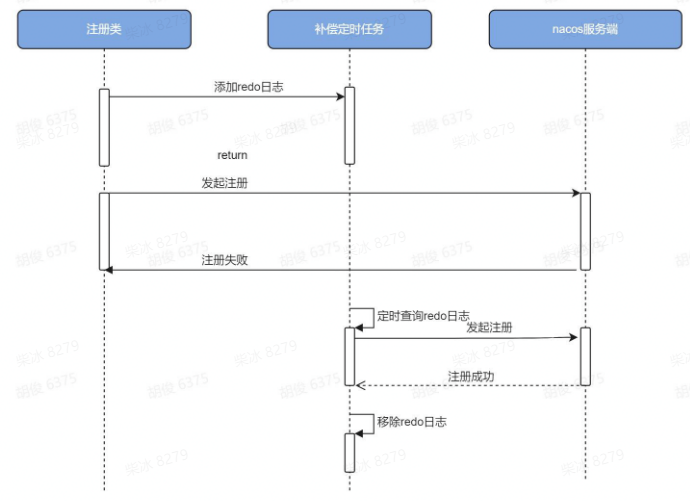 注册类
补偿定时任务
nacos服务端
添加redo日志
return
发起注册
注册失败
定时查询redo日志
发起注册
注册成功
移除redo日志
胡俊 6375
柴冰 8279